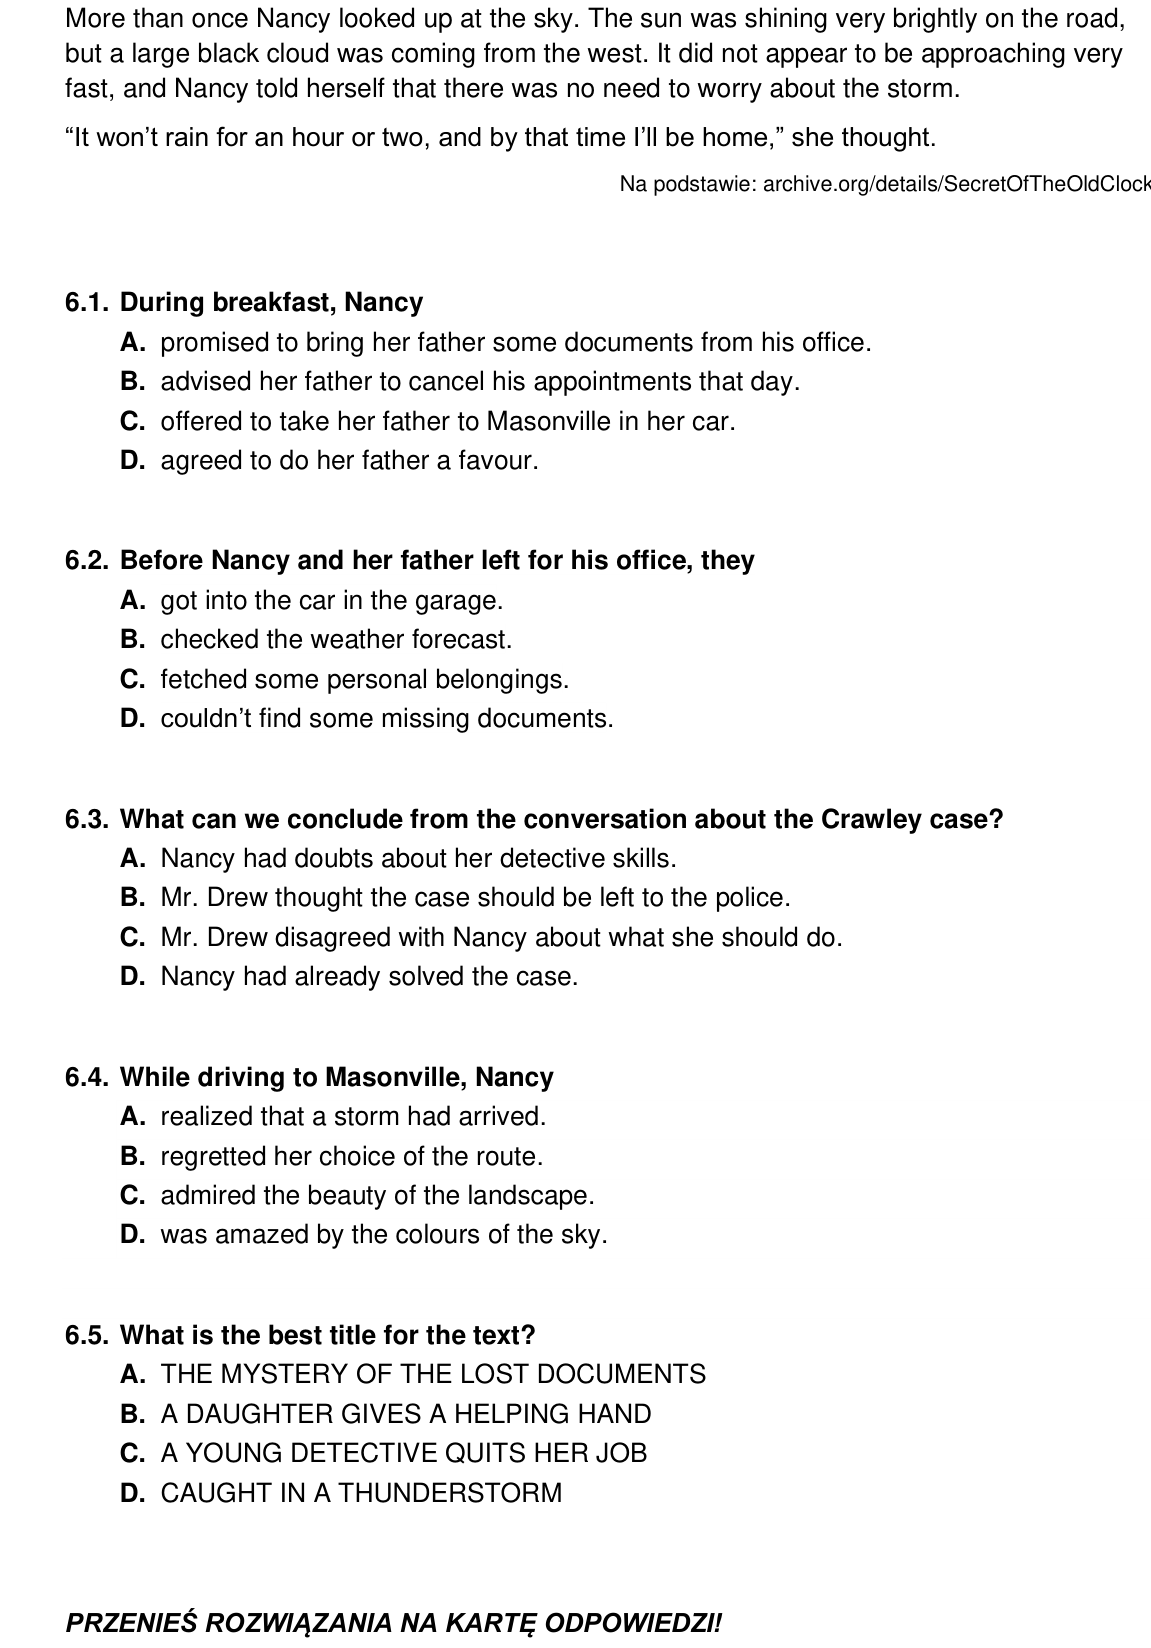 More than once Nancy looked up at the sky. The sun was shining very brightly on the road,
but a large black cloud was coming from the west. It did not appear to be approaching very
fast, and Nancy told herself that there was no need to worry about the storm.
“It won’t rain for an hour or two, and by that time I’ll be home,” she thought.
Na podstawie: archive.org/details/SecretOfTheOldClock
6.1. During breakfast, Nancy
A. promised to bring her father some documents from his office.
B. advised her father to cancel his appointments that day.
C. offered to take her father to Masonville in her car.
D. agreed to do her father a favour.
6.2. Before Nancy and her father left for his office, they
A. got into the car in the garage.
B. checked the weather forecast.
C. fetched some personal belongings.
D. couldn’t find some missing documents.
6.3. What can we conclude from the conversation about the Crawley case?
A. Nancy had doubts about her detective skills.
B. Mr. Drew thought the case should be left to the police.
C. Mr. Drew disagreed with Nancy about what she should do.
D. Nancy had already solved the case.
6.4. While driving to Masonville, Nancy
A. realized that a storm had arrived.
B. regretted her choice of the route.
C. admired the beauty of the landscape.
D. was amazed by the colours of the sky.
6.5. What is the best title for the text?
A. THE MYSTERY OF THE LOST DOCUMENTS
B. A DAUGHTER GIVES A HELPING HAND
C. A YOUNG DETECTIVE QUITS HER JOB
D. CAUGHT IN A THUNDERSTORM
PRZENIEŚ ROZWIĄZANIA NA KARTĘ ODPOWIEDZI!